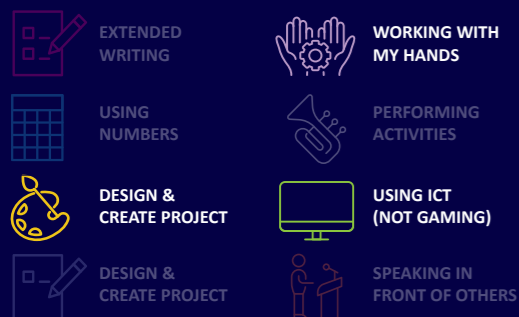 EXTENDED
WRITING
WORKING WITH
MY HANDS
USING
NUMBERS
PERFORMING
ACTIVITIES
DESIGN &
CREATE PROJECT
USING ICT
(NOT GAMING)
DESIGN &
CREATE PROJECT
SPEAKING IN
FRONT OF OTHERS